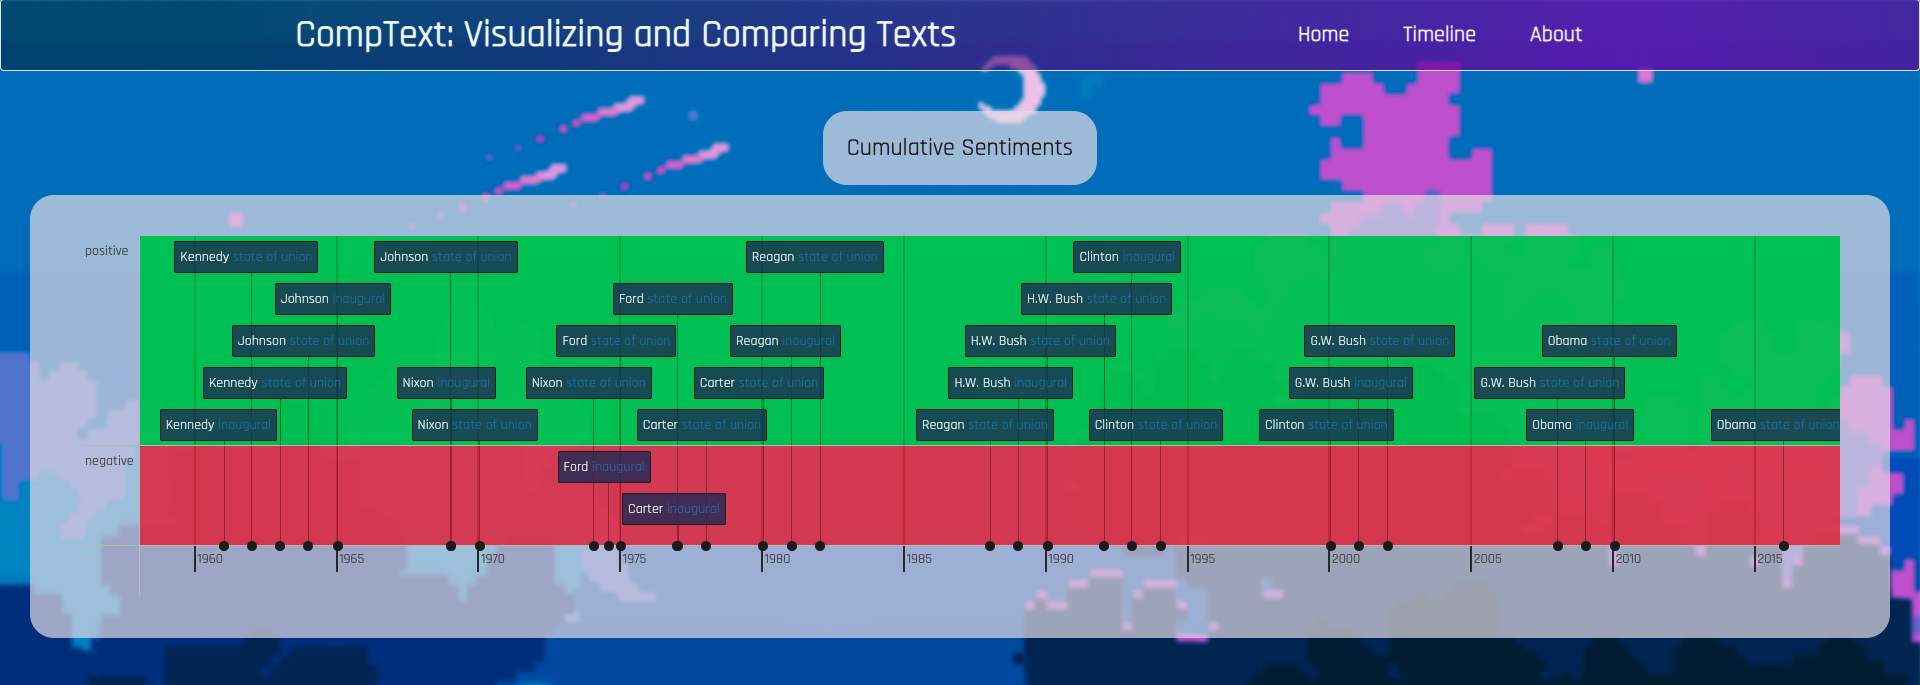 CompText: Visualizing and Comparing Texts
Home Timeline About
Cumulative Sentiments
positive
Kennedy state of union
Johnson state of union
Reagan state of union
Clinton inaugural
Johnson inaugural
Ford state of union
H.W. Bush state of union
Johnson state of union
Ford state of union
Reagan inaugural
H.W. Bush state of union
G.W. Bush state of union
Obama state of union
Kennedy state of union
Nixon inaugural
Nixon state of union
Carter state of union
H.W. Bush inaugural
G.W. Bush inaugural
G.W. Bush state of union
Kennedy inaugural
Nixon state of union
Carter state of union
Reagan state of union
Clinton state of union
Clinton state of union
Obama inaugural
Obama state of union
negative
Ford inaugural
Carter inaugural
1960 1965 1970 1975 1980 1985 1990 1995 2000 2005 2010 2015